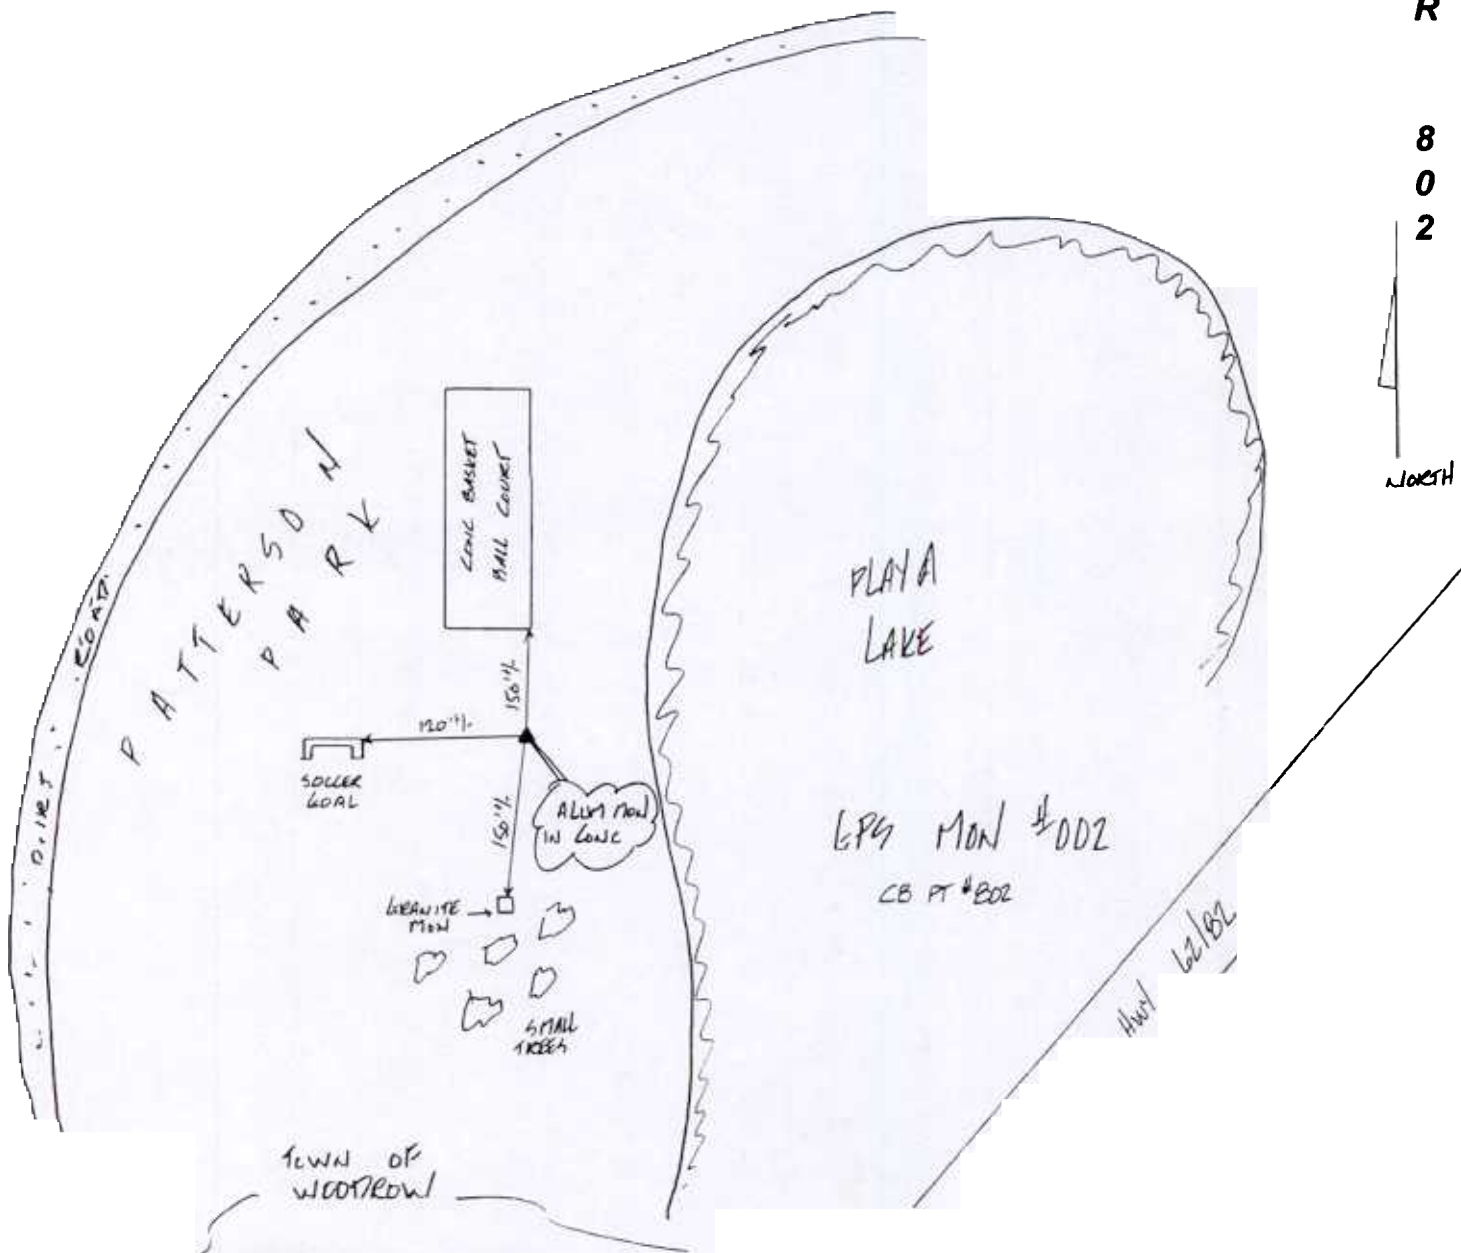 R
8
0
2
NORTH
PATTERSON
PARK
CONC BASKET
BALL COURT
DIRT ROAD
150'+/-
120'+/-
SOCCER
GOAL
150'+/-
ALUM MON
IN CONC
GRANITE
MON
SMALL
TREES
PLAYA
LAKE
GPS MON #002
CB PT #802
HWY 62/82
TOWN OF
WOODROW